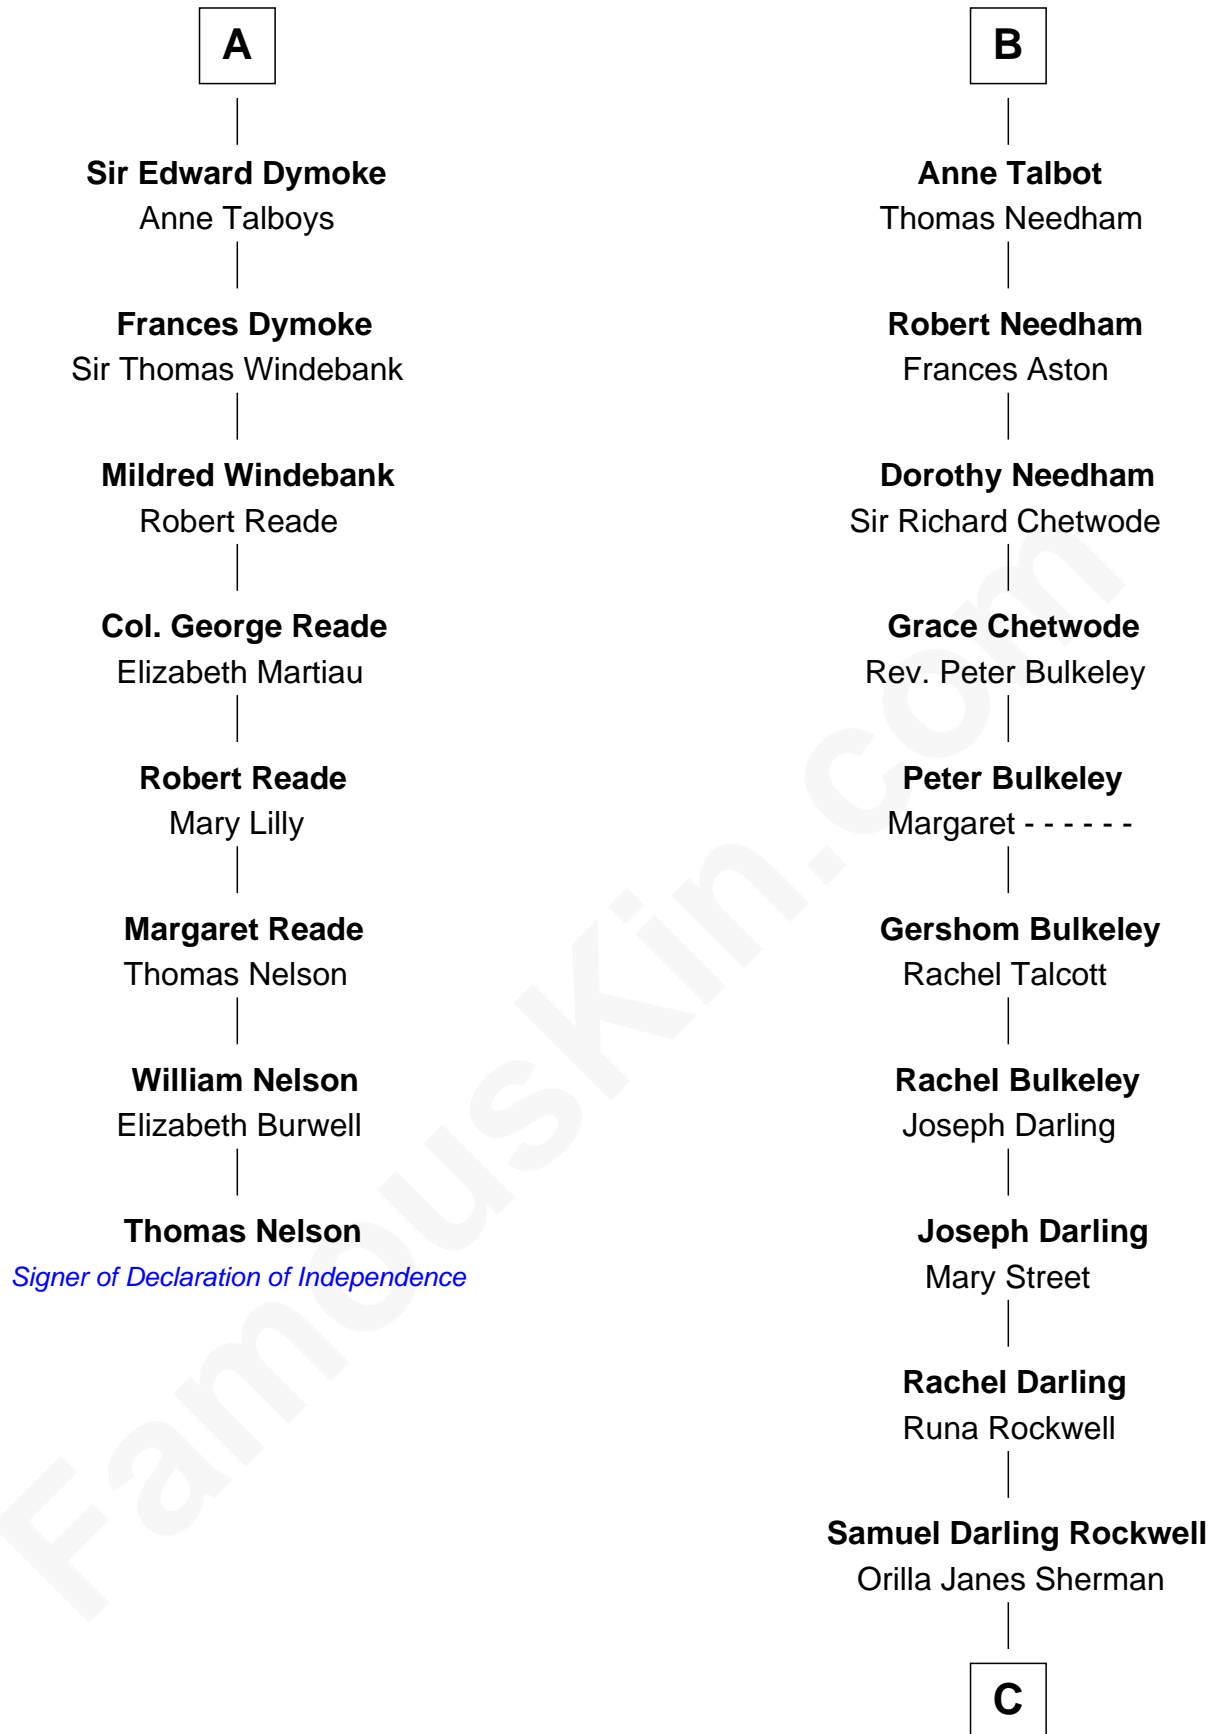 A
Sir Edward Dymoke
Anne Talboys
Frances Dymoke
Sir Thomas Windebank
Mildred Windebank
Robert Reade
Col. George Reade
Elizabeth Martiau
Robert Reade
Mary Lilly
Margaret Reade
Thomas Nelson
William Nelson
Elizabeth Burwell
Thomas Nelson
Signer of Declaration of Independence
B
Anne Talbot
Thomas Needham
Robert Needham
Frances Aston
Dorothy Needham
Sir Richard Chetwode
Grace Chetwode
Rev. Peter Bulkeley
Peter Bulkeley
Margaret - - - - - -
Gershom Bulkeley
Rachel Talcott
Rachel Bulkeley
Joseph Darling
Joseph Darling
Mary Street
Rachel Darling
Runa Rockwell
Samuel Darling Rockwell
Orilla Janes Sherman
C
FamousKin.com